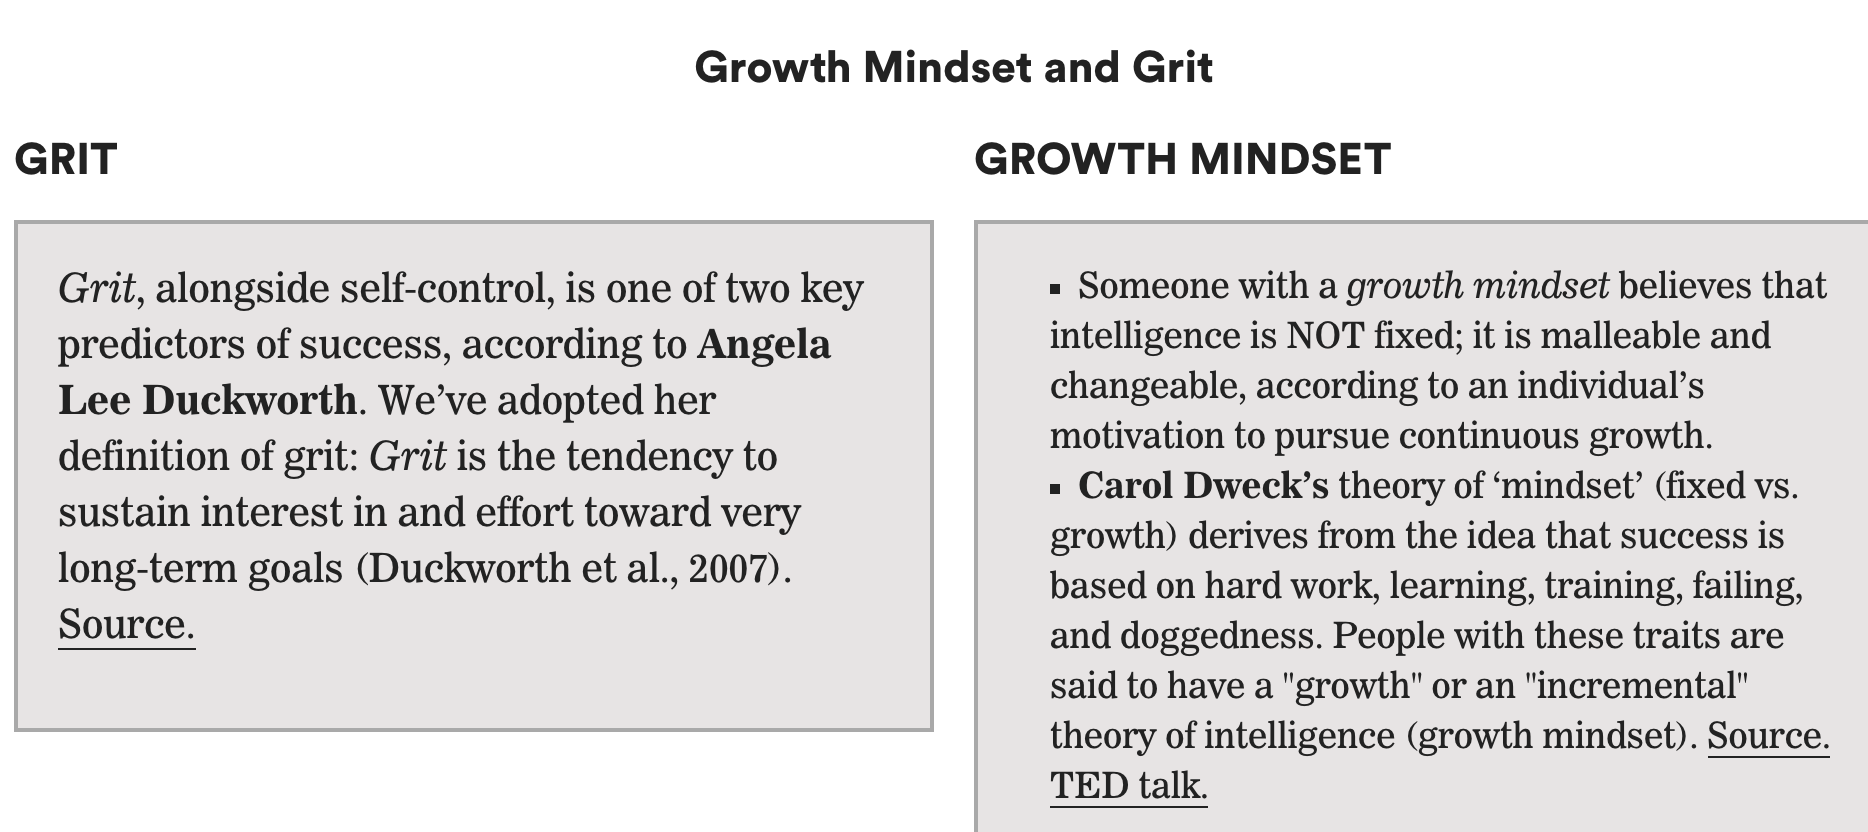 Growth Mindset and Grit
GRIT
Grit, alongside self-control, is one of two key
predictors of success, according to Angela
Lee Duckworth. We’ve adopted her
definition of grit: Grit is the tendency to
sustain interest in and effort toward very
long-term goals (Duckworth et al., 2007).
Source.
GROWTH MINDSET
▪ Someone with a growth mindset believes that
intelligence is NOT fixed; it is malleable and
changeable, according to an individual’s
motivation to pursue continuous growth.
▪ Carol Dweck’s theory of ‘mindset’ (fixed vs.
growth) derives from the idea that success is
based on hard work, learning, training, failing,
and doggedness. People with these traits are
said to have a "growth" or an "incremental"
theory of intelligence (growth mindset). Source.
TED talk.